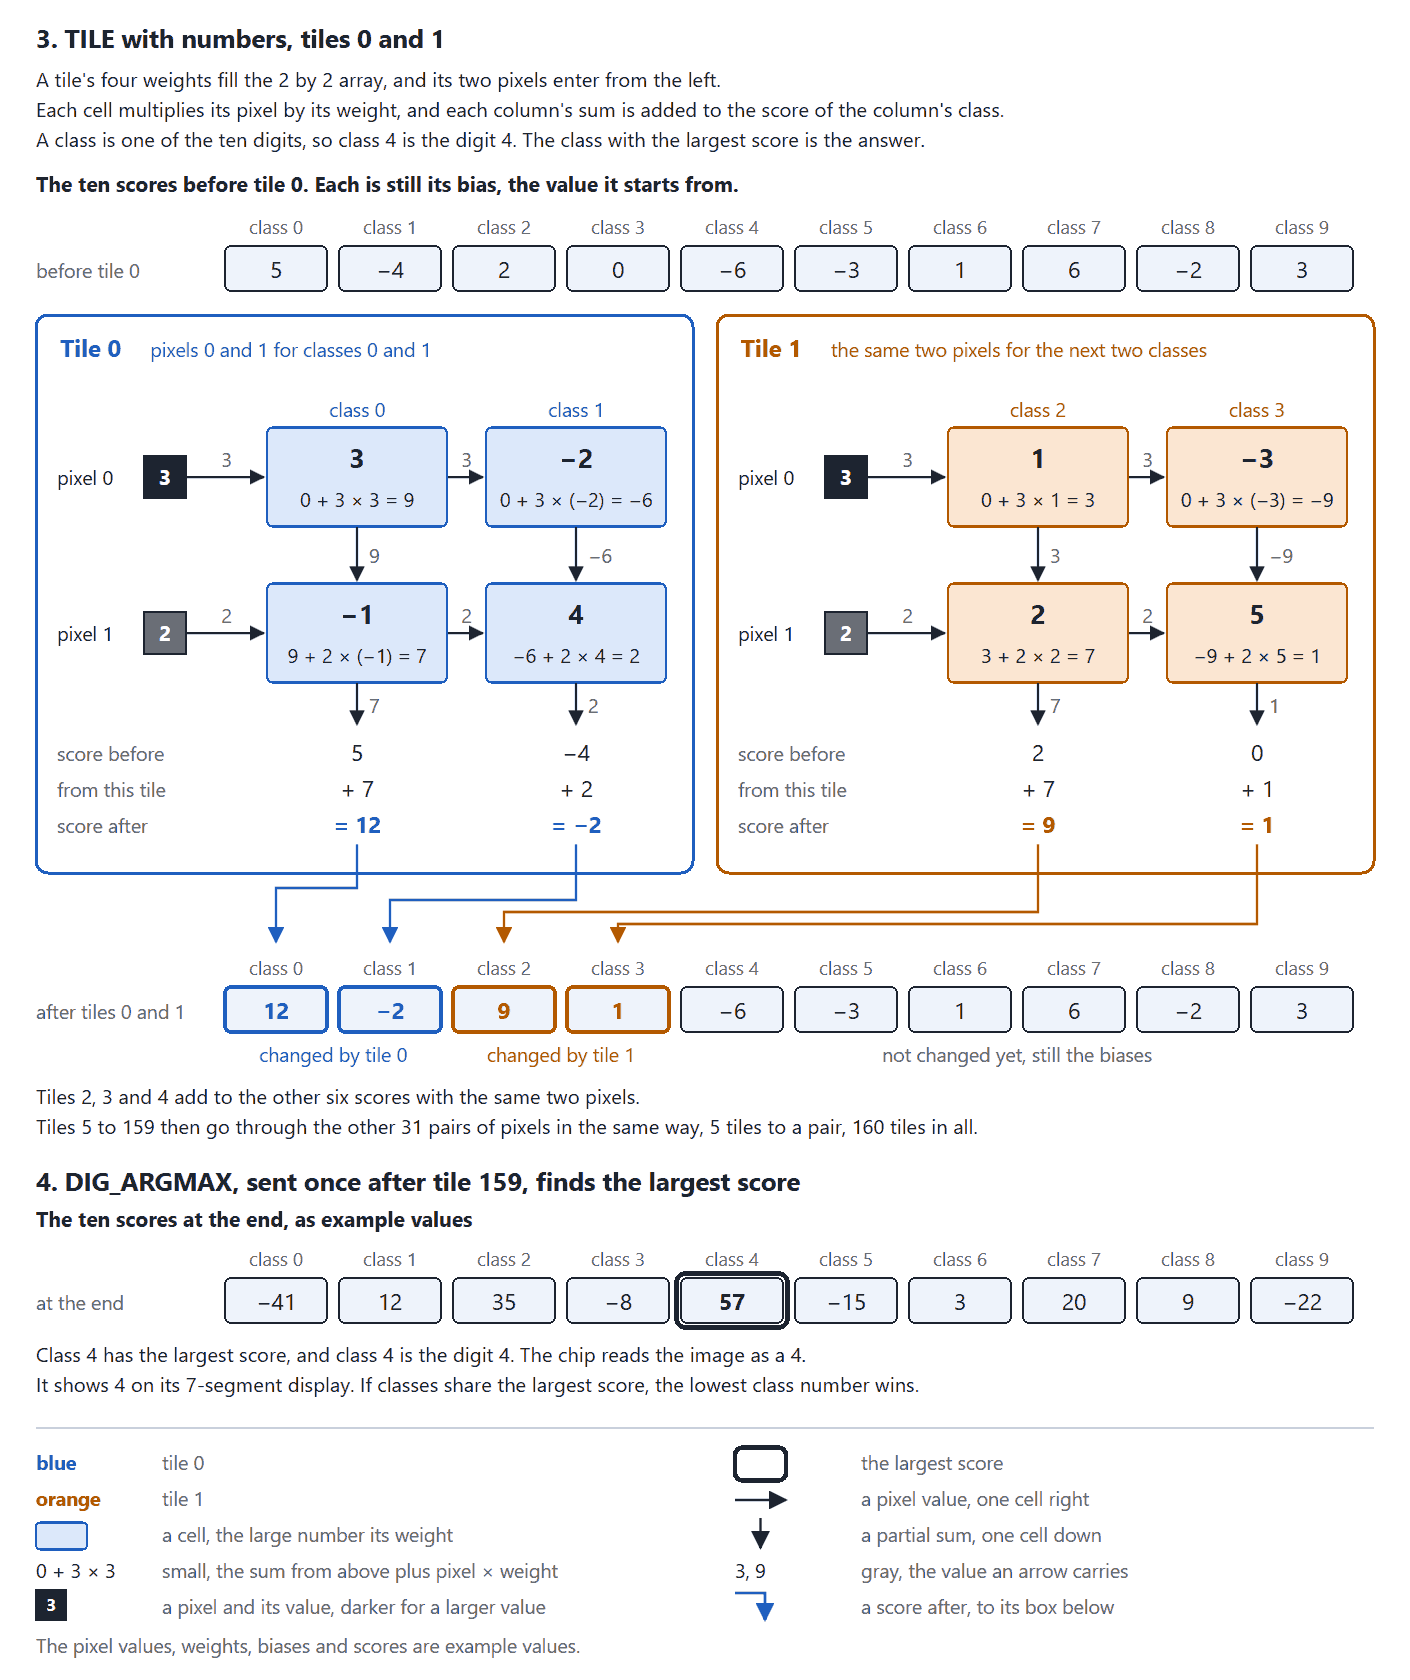 3. TILE with numbers, tiles 0 and 1
A tile's four weights fill the 2 by 2 array, and its two pixels enter from the left.
Each cell multiplies its pixel by its weight, and each column's sum is added to the score of the column's class.
A class is one of the ten digits, so class 4 is the digit 4. The class with the largest score is the answer.
The ten scores before tile 0. Each is still its bias, the value it starts from.
class 0 class 1 class 2 class 3 class 4 class 5 class 6 class 7 class 8 class 9
before tile 0 5 −4 2 0 −6 −3 1 6 −2 3
Tile 0 pixels 0 and 1 for classes 0 and 1
class 0 class 1
pixel 0 3 3 3 3 −2
0 + 3 × 3 = 9 0 + 3 × (−2) = −6
9 −6
pixel 1 2 2 −1 2 4
9 + 2 × (−1) = 7 −6 + 2 × 4 = 2
7 2
score before 5 −4
from this tile + 7 + 2
score after = 12 = −2
Tile 1 the same two pixels for the next two classes
class 2 class 3
pixel 0 3 3 1 3 −3
0 + 3 × 1 = 3 0 + 3 × (−3) = −9
3 −9
pixel 1 2 2 2 2 5
3 + 2 × 2 = 7 −9 + 2 × 5 = 1
7 1
score before 2 0
from this tile + 7 + 1
score after = 9 = 1
class 0 class 1 class 2 class 3 class 4 class 5 class 6 class 7 class 8 class 9
after tiles 0 and 1 12 −2 9 1 −6 −3 1 6 −2 3
changed by tile 0 changed by tile 1 not changed yet, still the biases
Tiles 2, 3 and 4 add to the other six scores with the same two pixels.
Tiles 5 to 159 then go through the other 31 pairs of pixels in the same way, 5 tiles to a pair, 160 tiles in all.
4. DIG_ARGMAX, sent once after tile 159, finds the largest score
The ten scores at the end, as example values
class 0 class 1 class 2 class 3 class 4 class 5 class 6 class 7 class 8 class 9
at the end −41 12 35 −8 57 −15 3 20 9 −22
Class 4 has the largest score, and class 4 is the digit 4. The chip reads the image as a 4.
It shows 4 on its 7-segment display. If classes share the largest score, the lowest class number wins.
blue tile 0
orange tile 1
a cell, the large number its weight
0 + 3 × 3 small, the sum from above plus pixel × weight
3 a pixel and its value, darker for a larger value
the largest score
a pixel value, one cell right
a partial sum, one cell down
3, 9 gray, the value an arrow carries
a score after, to its box below
The pixel values, weights, biases and scores are example values.